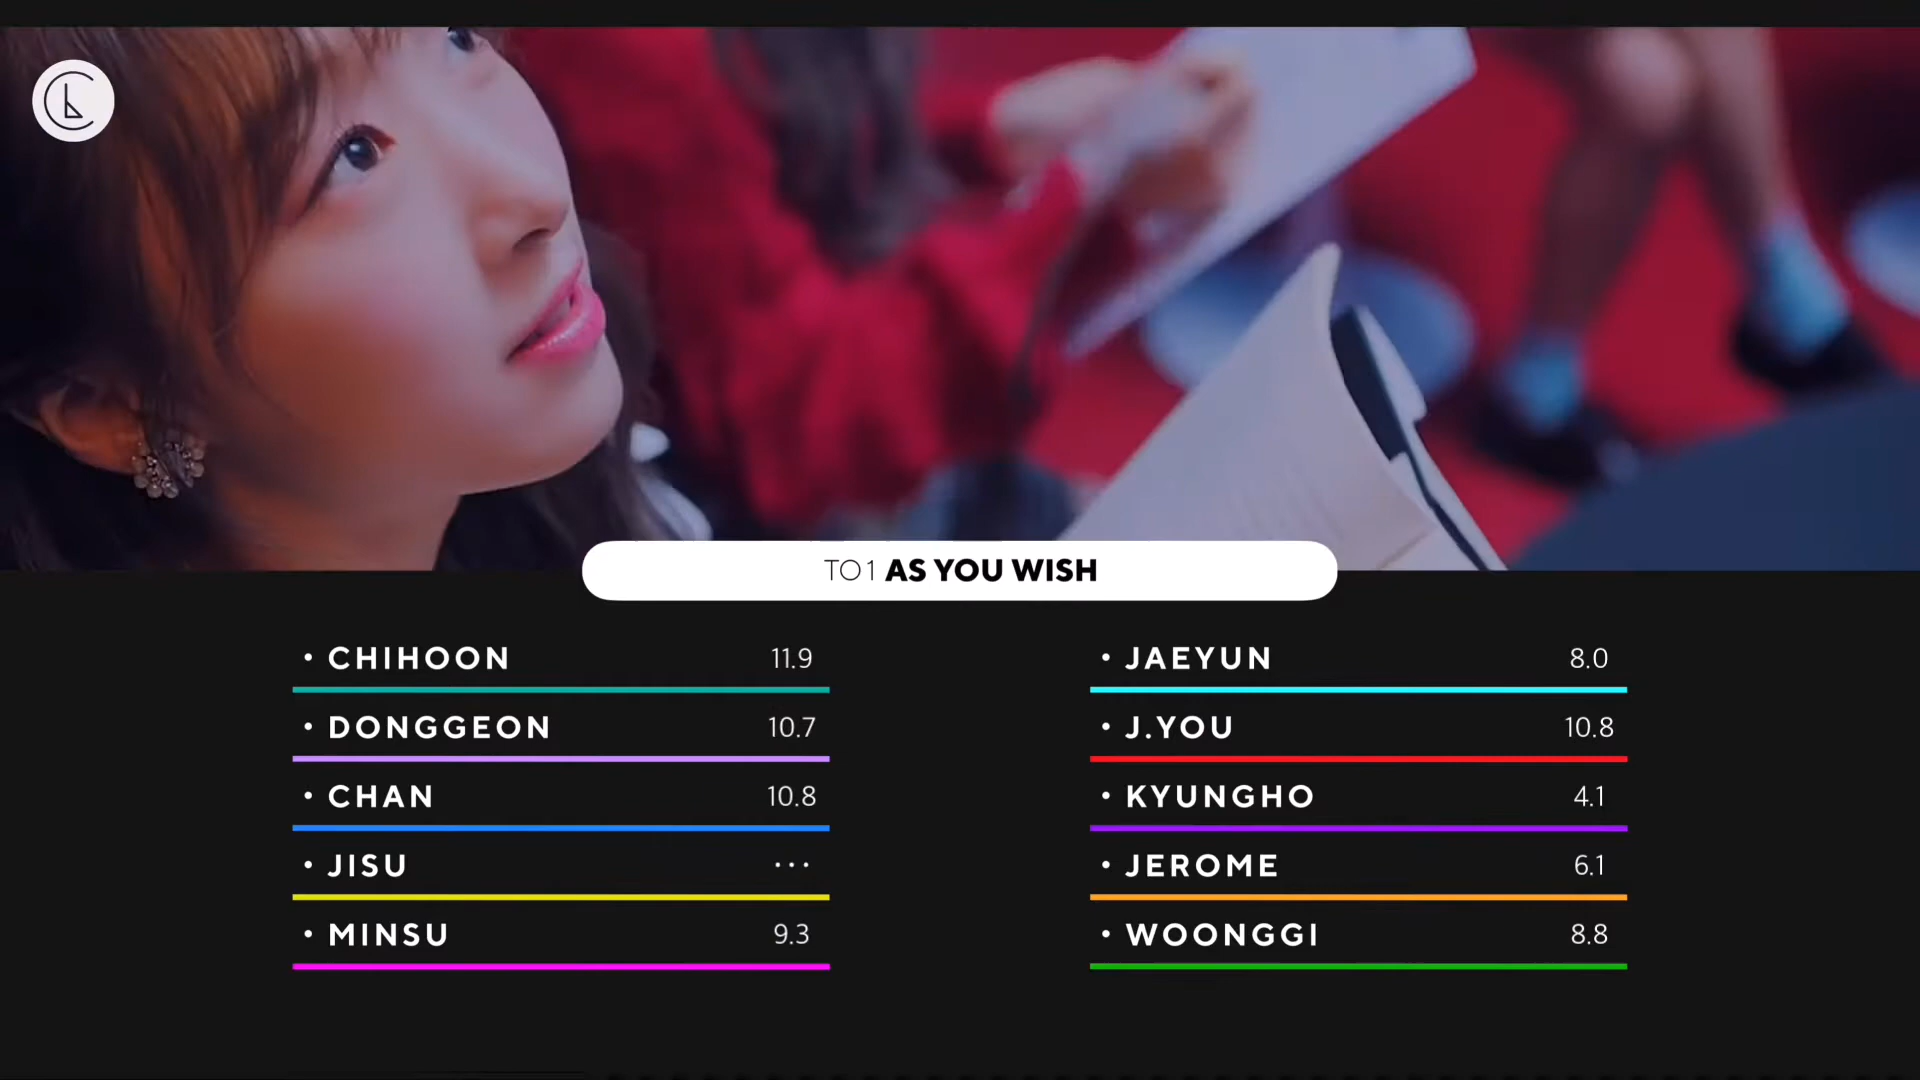 TO1 AS YOU WISH
• CHIHOON 11.9
• DONGGEON 10.7
• CHAN 10.8
• JISU ...
• MINSU 9.3
• JAEYUN 8.0
• J.YOU 10.8
• KYUNGHO 4.1
• JEROME 6.1
• WOONGGI 8.8